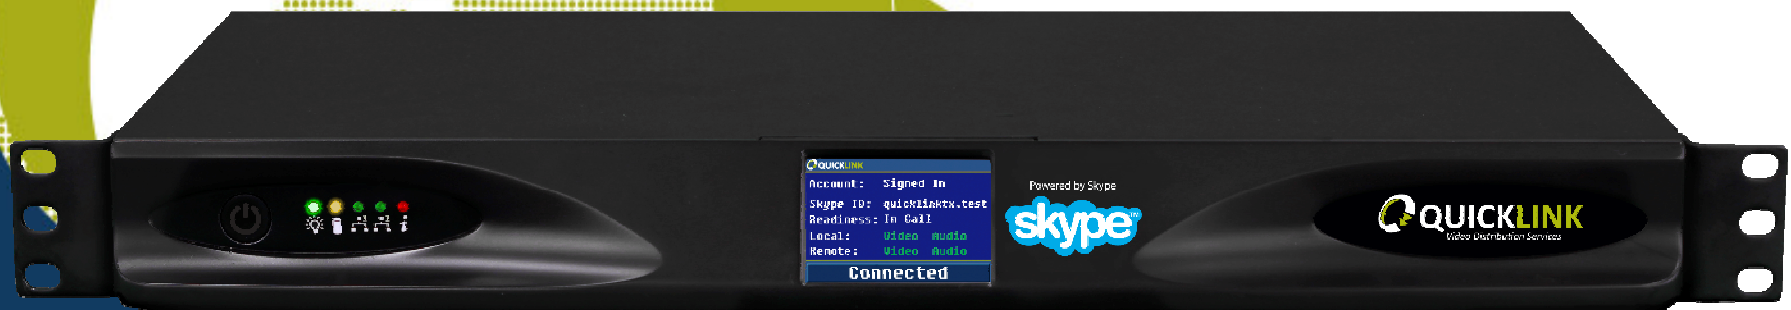 QUICKLINK
Account: Signed In
Skype ID: quicklinktx.test
Readiness: In Call
Local: Video Audio
Remote: Video Audio
Connected
Powered by Skype
skype™
QUICKLINK
Video Distribution Services